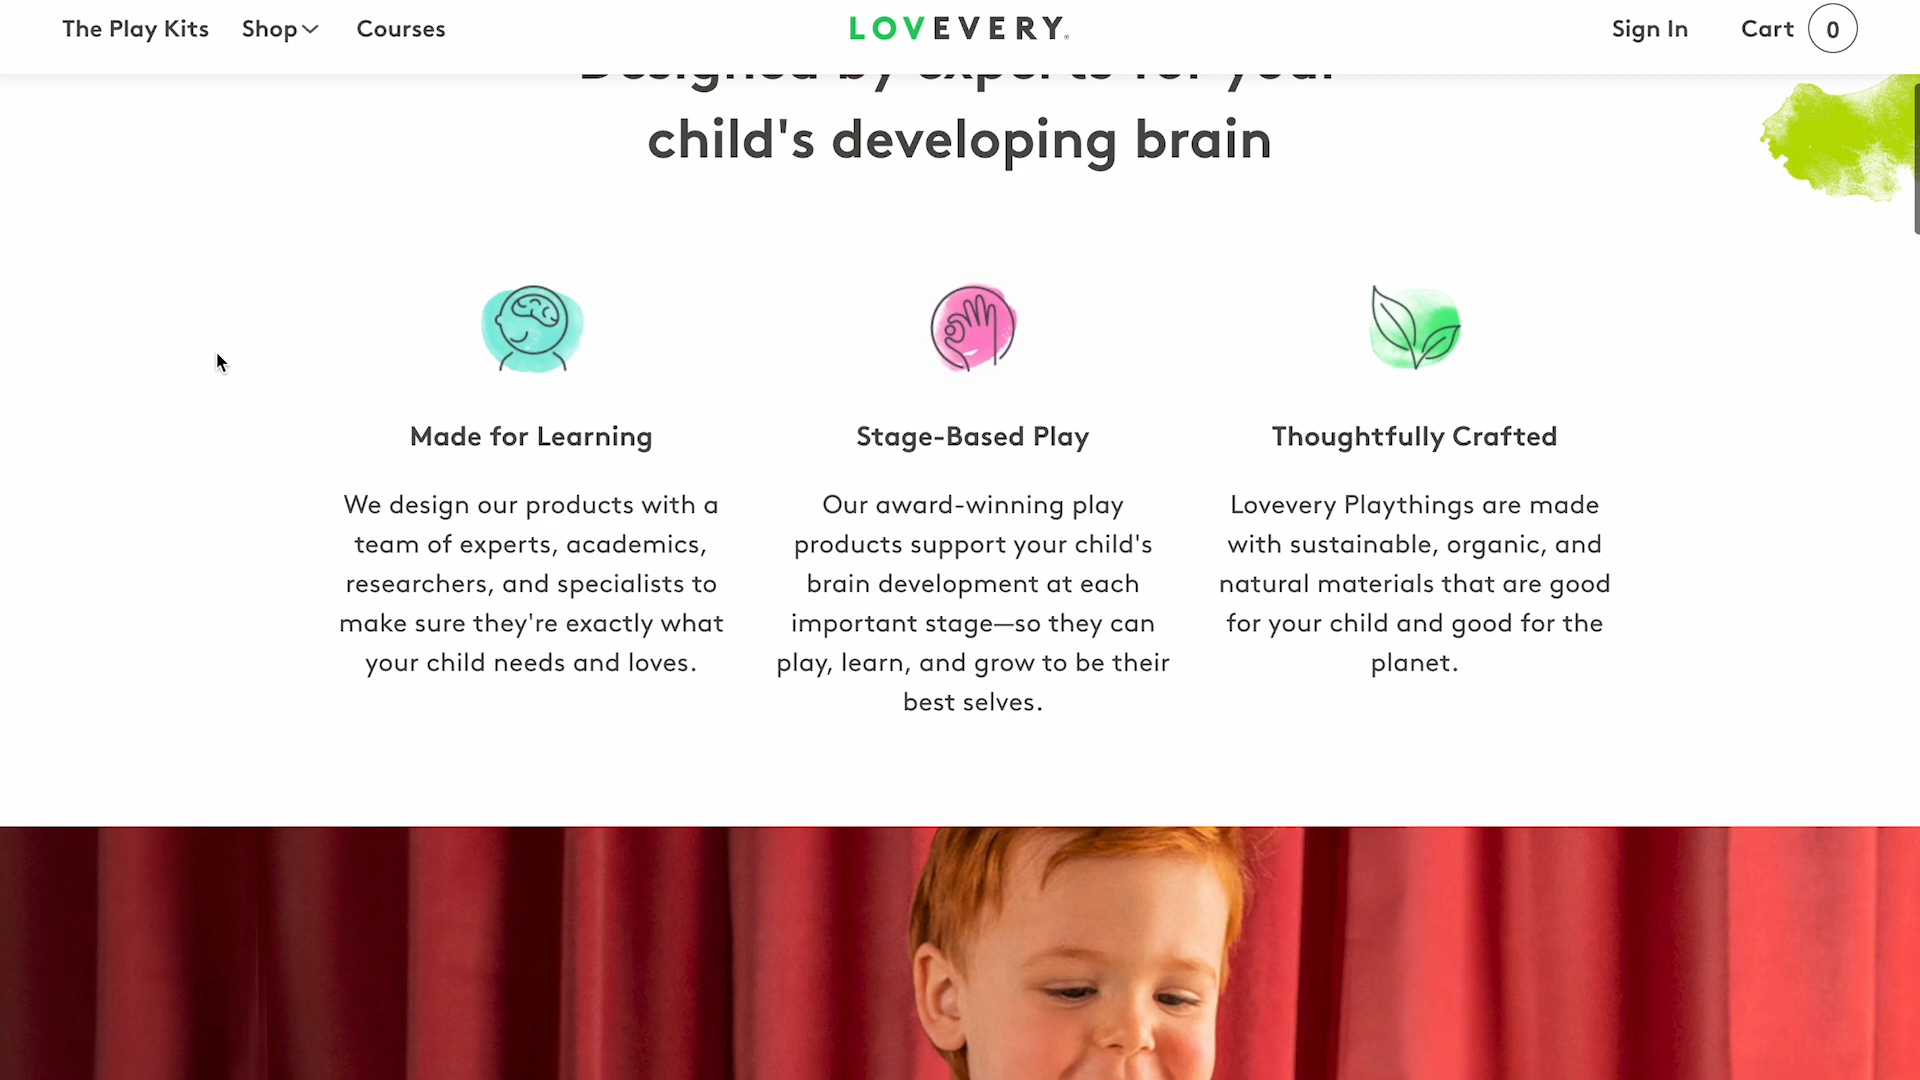 The Play Kits
Shop
Courses
LOVEVERY
Sign In
Cart
0
Designed by experts for your
child's developing brain
Made for Learning
We design our products with a
team of experts, academics,
researchers, and specialists to
make sure they're exactly what
your child needs and loves.
Stage-Based Play
Our award-winning play
products support your child's
brain development at each
important stage—so they can
play, learn, and grow to be their
best selves.
Thoughtfully Crafted
Lovevery Playthings are made
with sustainable, organic, and
natural materials that are good
for your child and good for the
planet.